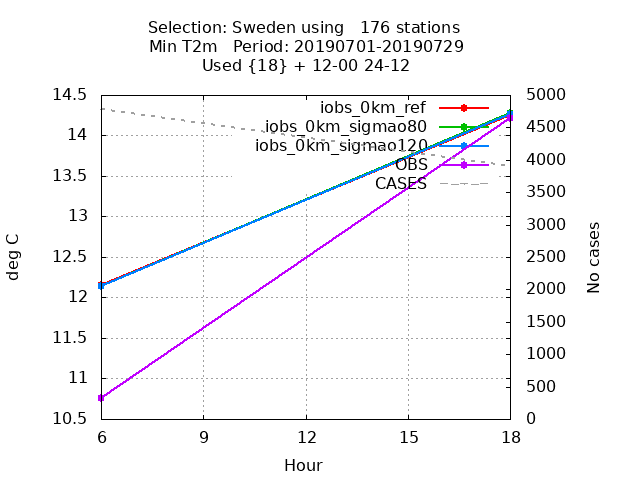 Selection: Sweden using   176 stations
Min T2m   Period: 20190701-20190729
Used {18} + 12-00 24-12
14.5
14
13.5
13
12.5
12
11.5
11
10.5
deg C
5000
4500
4000
3500
3000
2500
2000
1500
1000
500
0
No cases
iobs_0km_ref
iobs_0km_sigmao80
iobs_0km_sigmao120
OBS
CASES
6 9 12 15 18
Hour